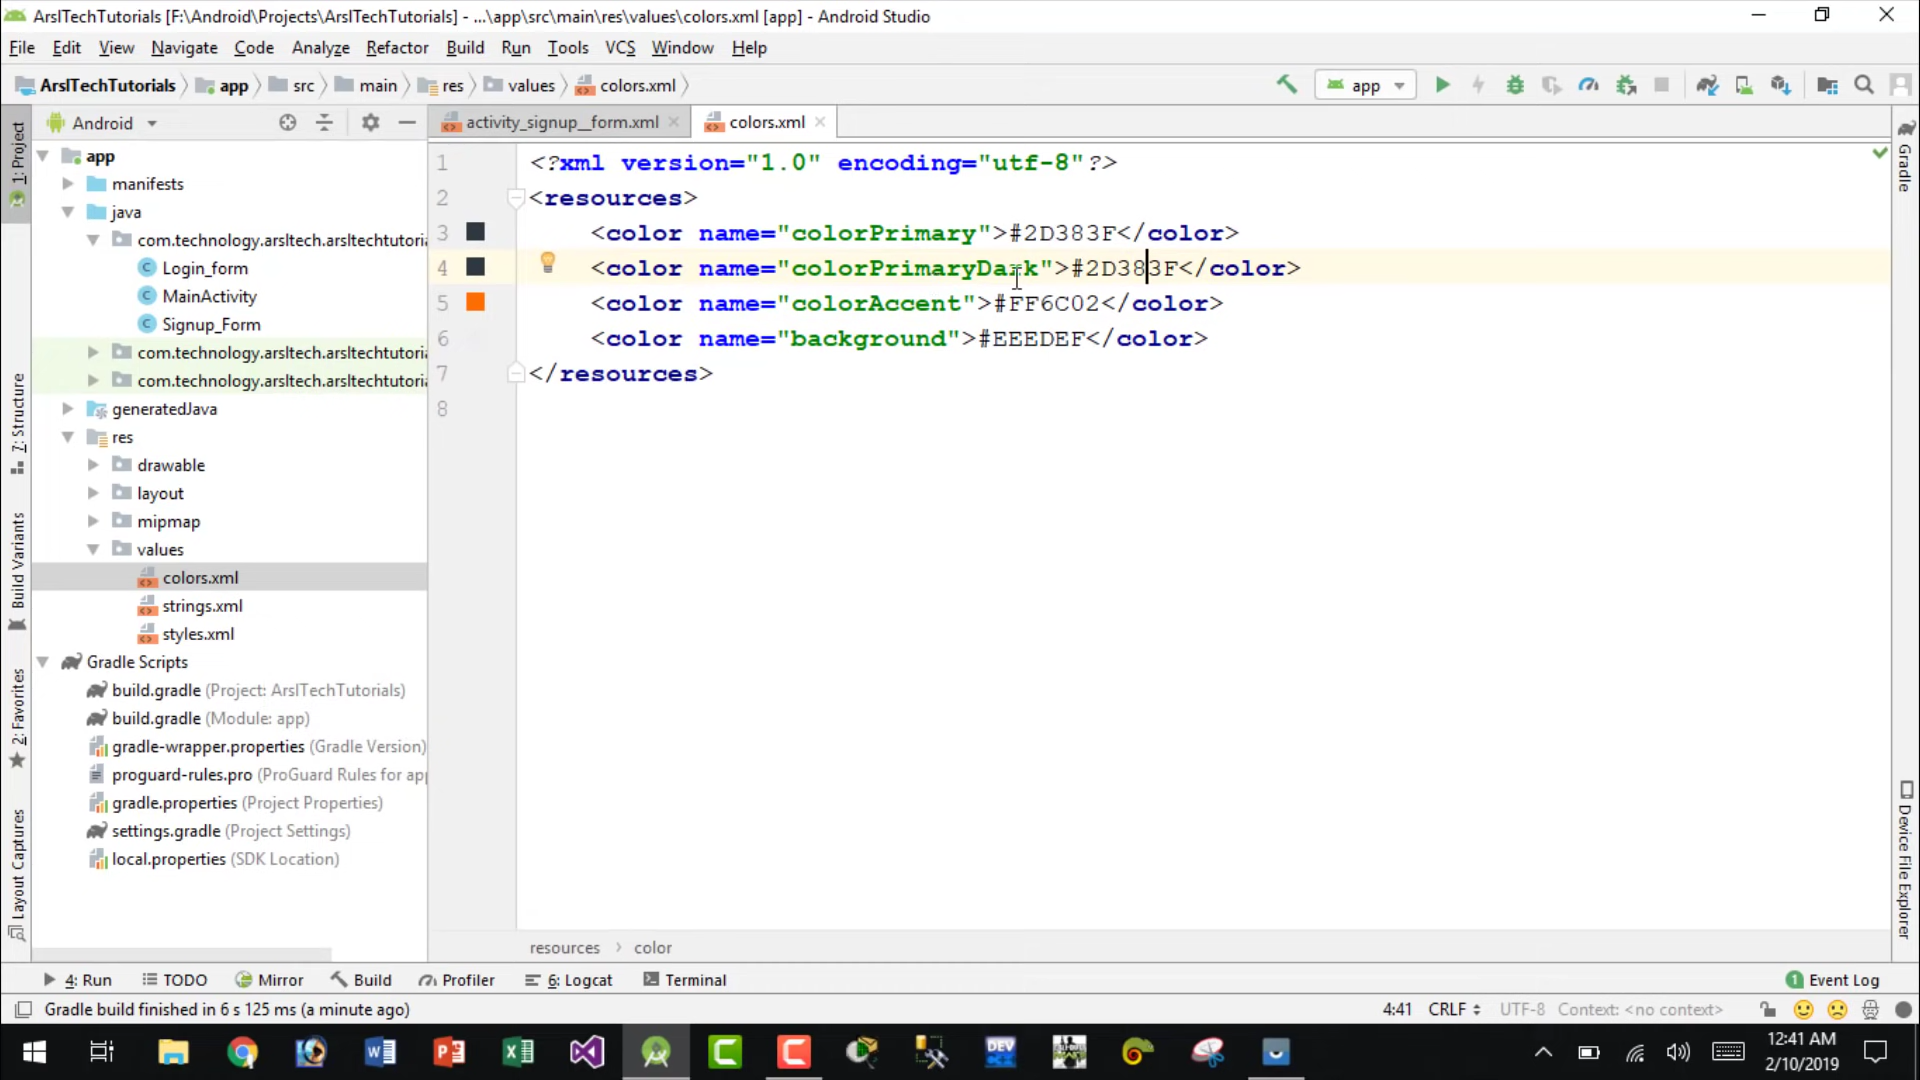 ArslTechTutorials [F:\Android\Projects\ArslTechTutorials] - ...\app\src\main\res\values\colors.xml [app] - Android Studio
File Edit View Navigate Code Analyze Refactor Build Run Tools VCS Window Help
ArslTechTutorials app src main res values colors.xml app
Android activity_signup__form.xml colors.xml
1: Project
7: Structure
Build Variants
2: Favorites
Layout Captures
app
manifests
java
com.technology.arsltech.arsltechtutoria
Login_form
MainActivity
Signup_Form
com.technology.arsltech.arsltechtutoria
com.technology.arsltech.arsltechtutoria
generatedJava
res
drawable
layout
mipmap
values
colors.xml
strings.xml
styles.xml
Gradle Scripts
build.gradle (Project: ArslTechTutorials)
build.gradle (Module: app)
gradle-wrapper.properties (Gradle Version)
proguard-rules.pro (ProGuard Rules for app
gradle.properties (Project Properties)
settings.gradle (Project Settings)
local.properties (SDK Location)
1 <?xml version="1.0" encoding="utf-8"?>
2 <resources>
3 <color name="colorPrimary">#2D383F</color>
4 <color name="colorPrimaryDark">#2D383F</color>
5 <color name="colorAccent">#FF6C02</color>
6 <color name="background">#EEEDEF</color>
7 </resources>
8
Gradle
Device File Explorer
resources › color
4: Run TODO Mirror Build Profiler 6: Logcat Terminal 1 Event Log
Gradle build finished in 6 s 125 ms (a minute ago) 4:41 CRLF UTF-8 Context: <no context>
12:41 AM
2/10/2019